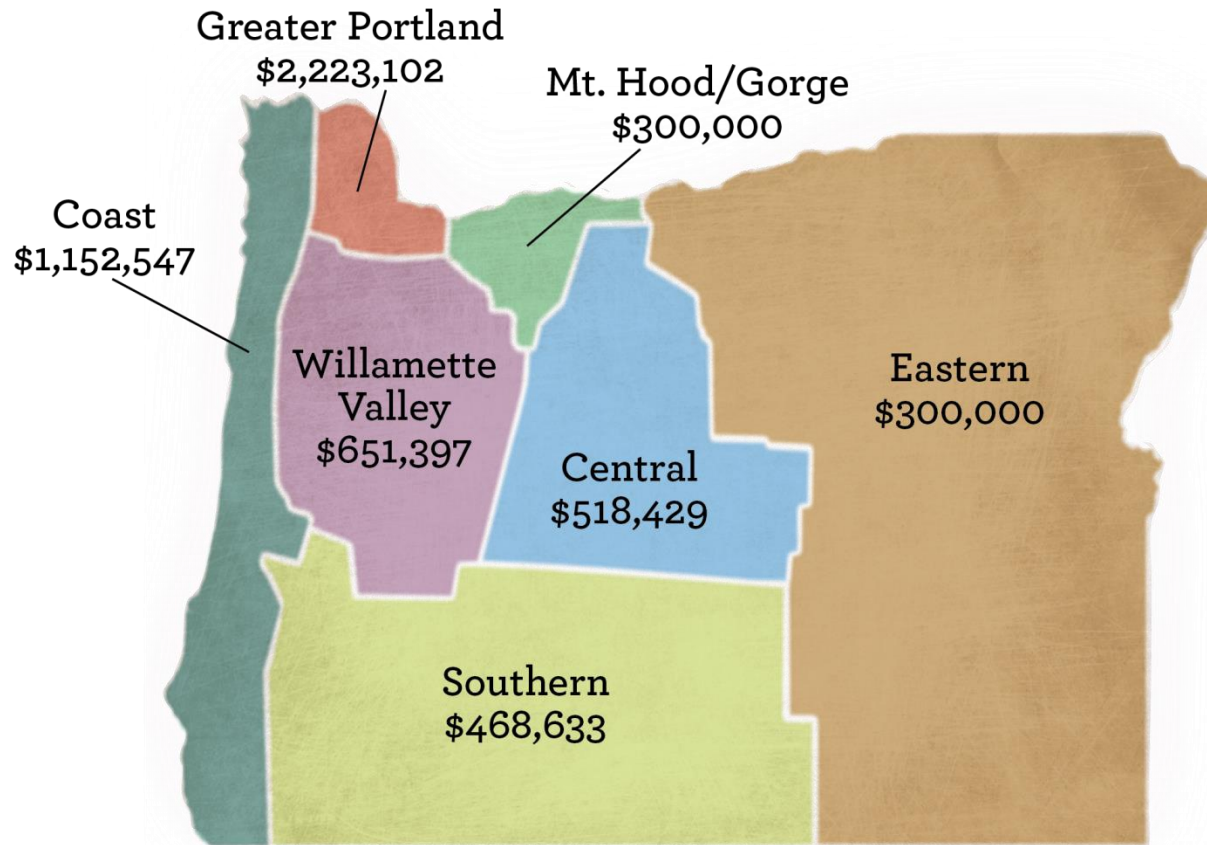 Greater Portland
$2,223,102
Mt. Hood/Gorge
$300,000
Coast
$1,152,547
Willamette
Valley
$651,397
Eastern
$300,000
Central
$518,429
Southern
$468,633